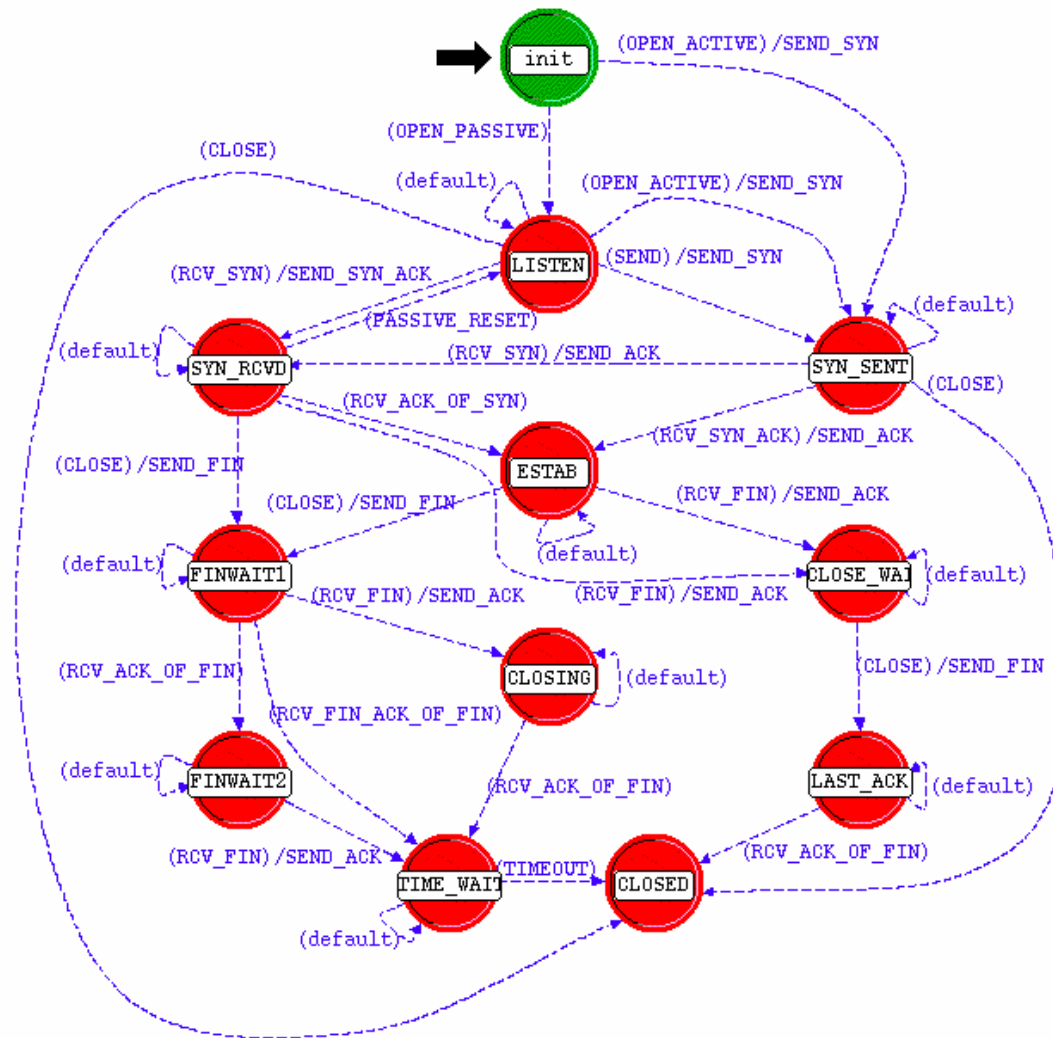 (OPEN_ACTIVE)/SEND_SYN
init
(OPEN_PASSIVE)
(CLOSE)
(default)
(OPEN_ACTIVE)/SEND_SYN
(SEND)/SEND_SYN
LISTEN
(RCV_SYN)/SEND_SYN_ACK
(default)
(PASSIVE_RESET)
(default)
(RCV_SYN)/SEND_ACK
SYN_RCVD
SYN_SENT
(CLOSE)
(RCV_ACK_OF_SYN)
(RCV_SYN_ACK)/SEND_ACK
(CLOSE)/SEND_FIN
ESTAB
(RCV_FIN)/SEND_ACK
(CLOSE)/SEND_FIN
(default)
(default)
FINWAIT1
CLOSE_WAI
(default)
(RCV_FIN)/SEND_ACK
(RCV_FIN)/SEND_ACK
(RCV_ACK_OF_FIN)
CLOSING
(default)
(CLOSE)/SEND_FIN
(RCV_FIN_ACK_OF_FIN)
(default)
FINWAIT2
(RCV_ACK_OF_FIN)
LAST_ACK
(default)
(RCV_FIN)/SEND_ACK
(RCV_ACK_OF_FIN)
(TIMEOUT)
TIME_WAIT
CLOSED
(default)